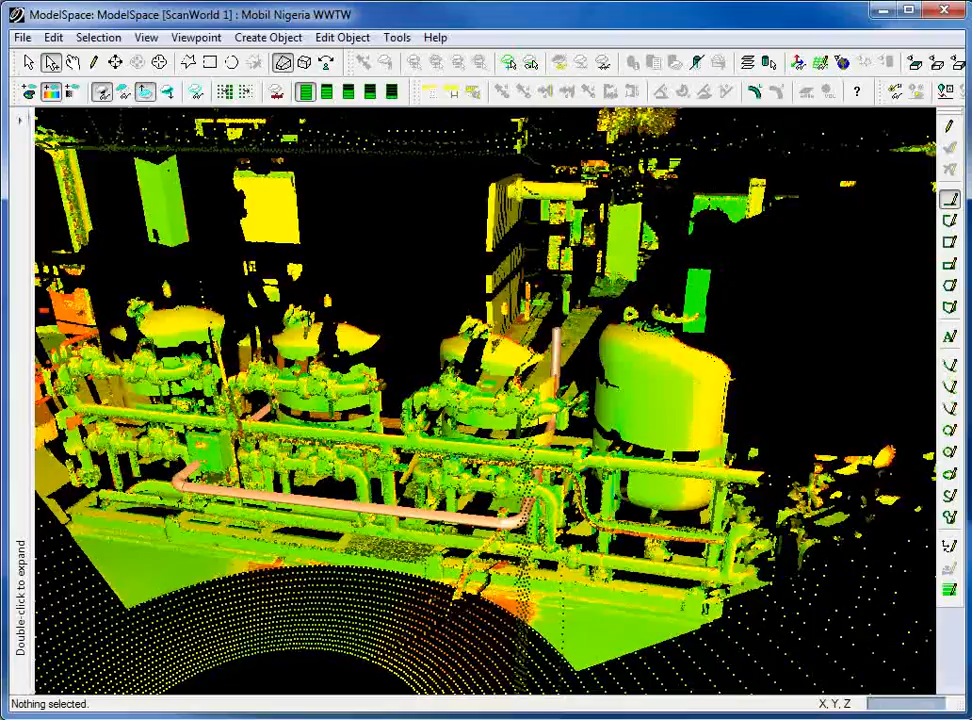 ModelSpace: ModelSpace [ScanWorld 1] : Mobil Nigeria WWTW
File Edit Selection View Viewpoint Create Object Edit Object Tools Help
?
A
Double-click to expand
Nothing selected.
X, Y, Z